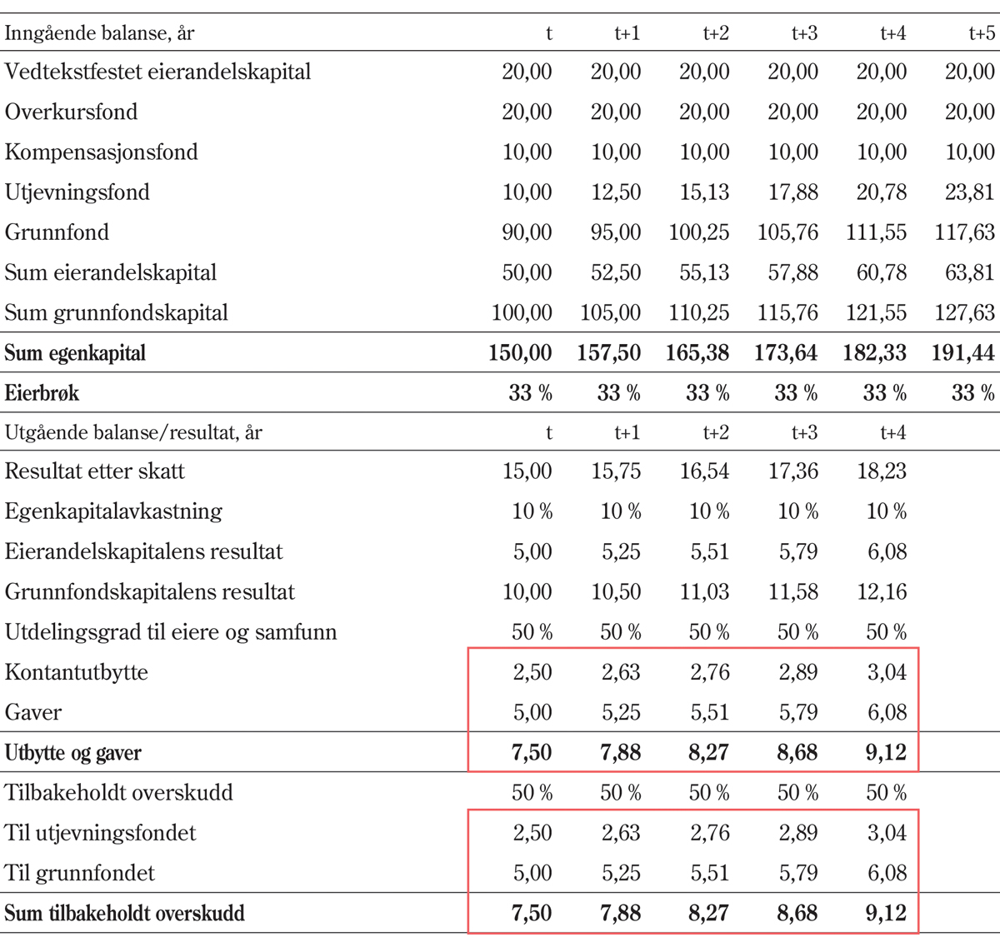 Inngående balanse, år t t+1 t+2 t+3 t+4 t+5
Vedtekstfestet eierandelskapital 20,00 20,00 20,00 20,00 20,00 20,00
Overkursfond 20,00 20,00 20,00 20,00 20,00 20,00
Kompensasjonsfond 10,00 10,00 10,00 10,00 10,00 10,00
Utjevningsfond 10,00 12,50 15,13 17,88 20,78 23,81
Grunnfond 90,00 95,00 100,25 105,76 111,55 117,63
Sum eierandelskapital 50,00 52,50 55,13 57,88 60,78 63,81
Sum grunnfondskapital 100,00 105,00 110,25 115,76 121,55 127,63
Sum egenkapital 150,00 157,50 165,38 173,64 182,33 191,44
Eierbrøk 33 % 33 % 33 % 33 % 33 % 33 %
Utgående balanse/resultat, år t t+1 t+2 t+3 t+4
Resultat etter skatt 15,00 15,75 16,54 17,36 18,23
Egenkapitalavkastning 10 % 10 % 10 % 10 % 10 %
Eierandelskapitalens resultat 5,00 5,25 5,51 5,79 6,08
Grunnfondskapitalens resultat 10,00 10,50 11,03 11,58 12,16
Utdelingsgrad til eiere og samfunn 50 % 50 % 50 % 50 % 50 %
Kontantutbytte 2,50 2,63 2,76 2,89 3,04
Gaver 5,00 5,25 5,51 5,79 6,08
Utbytte og gaver 7,50 7,88 8,27 8,68 9,12
Tilbakeholdt overskudd 50 % 50 % 50 % 50 % 50 %
Til utjevningsfondet 2,50 2,63 2,76 2,89 3,04
Til grunnfondet 5,00 5,25 5,51 5,79 6,08
Sum tilbakeholdt overskudd 7,50 7,88 8,27 8,68 9,12